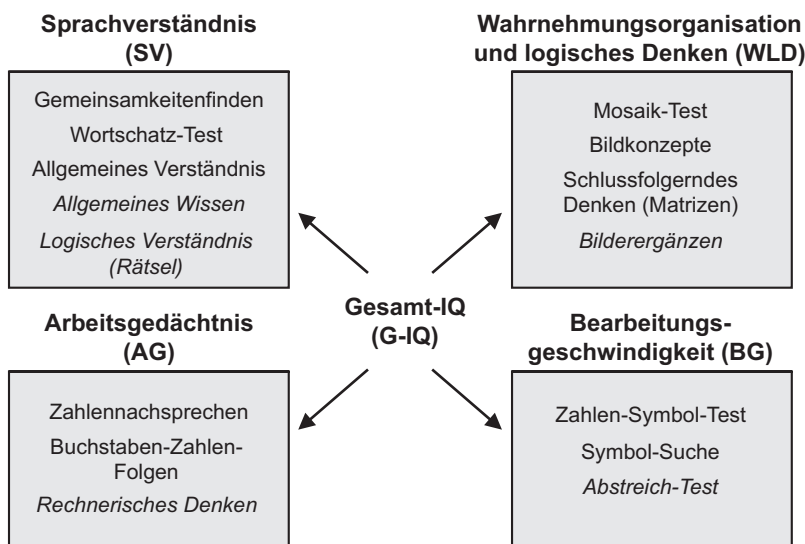 Sprachverständnis
(SV)
Gemeinsamkeitenfinden
Wortschatz-Test
Allgemeines Verständnis
Allgemeines Wissen
Logisches Verständnis
(Rätsel)
Wahrnehmungsorganisation
und logisches Denken (WLD)
Mosaik-Test
Bildkonzepte
Schlussfolgerndes
Denken (Matrizen)
Bilderergänzen
Gesamt-IQ
(G-IQ)
Arbeitsgedächtnis
(AG)
Zahlennachsprechen
Buchstaben-Zahlen-
Folgen
Rechnerisches Denken
Bearbeitungs-
geschwindigkeit (BG)
Zahlen-Symbol-Test
Symbol-Suche
Abstreich-Test